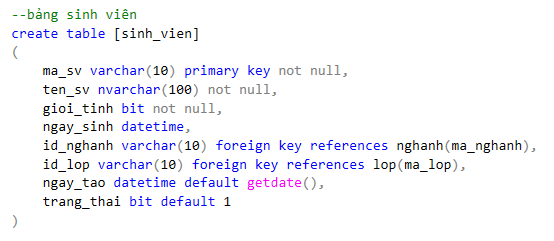 --bảng sinh viên
create table [sinh_vien]
(
    ma_sv varchar(10) primary key not null,
    ten_sv nvarchar(100) not null,
    gioi_tinh bit not null,
    ngay_sinh datetime,
    id_nghanh varchar(10) foreign key references nghanh(ma_nghanh),
    id_lop varchar(10) foreign key references lop(ma_lop),
    ngay_tao datetime default getdate(),
    trang_thai bit default 1
)